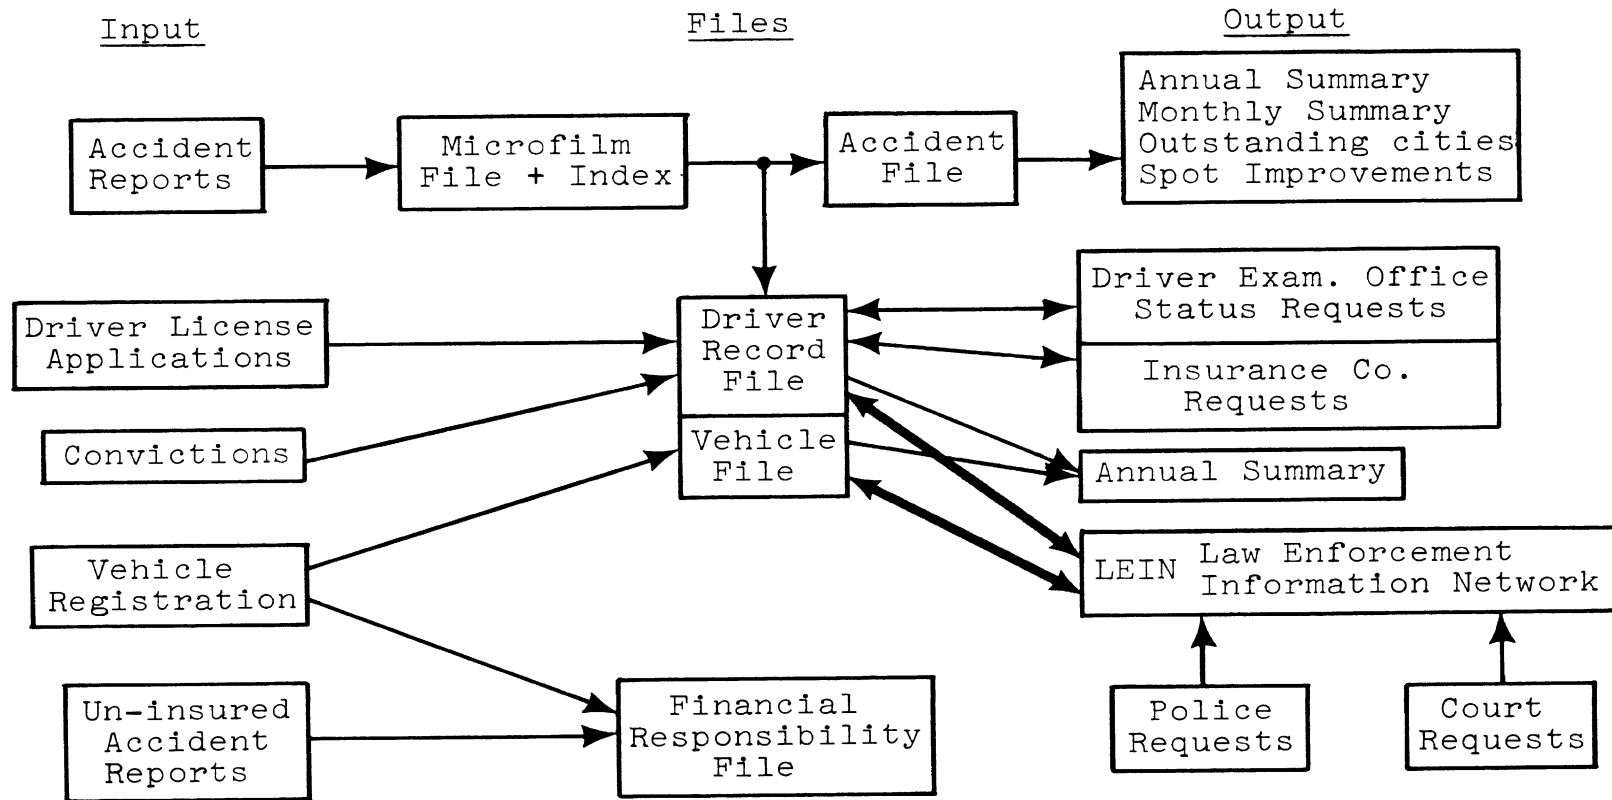 Input
Files
Output
Accident
Reports
Microfilm
File + Index
Accident
File
Annual Summary
Monthly Summary
Outstanding cities
Spot Improvements
Driver License
Applications
Driver
Record
File
Driver Exam. Office
Status Requests
Insurance Co.
Requests
Convictions
Vehicle
File
Annual Summary
Vehicle
Registration
LEIN Law Enforcement
Information Network
Un-insured
Accident
Reports
Financial
Responsibility
File
Police
Requests
Court
Requests